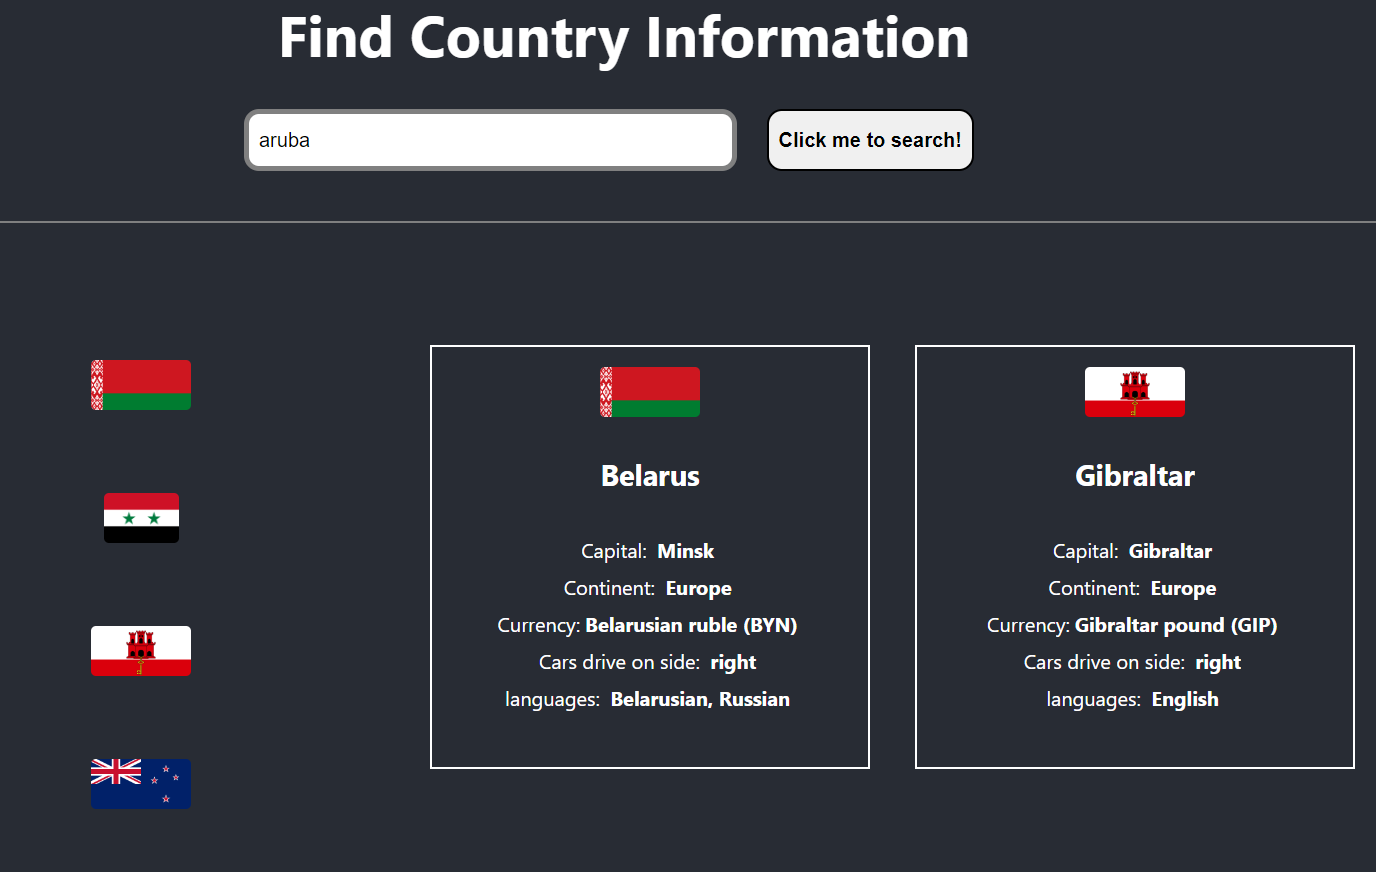 Find Country Information
aruba
Click me to search!
Belarus
Capital: Minsk
Continent: Europe
Currency: Belarusian ruble (BYN)
Cars drive on side: right
languages: Belarusian, Russian
Gibraltar
Capital: Gibraltar
Continent: Europe
Currency: Gibraltar pound (GIP)
Cars drive on side: right
languages: English